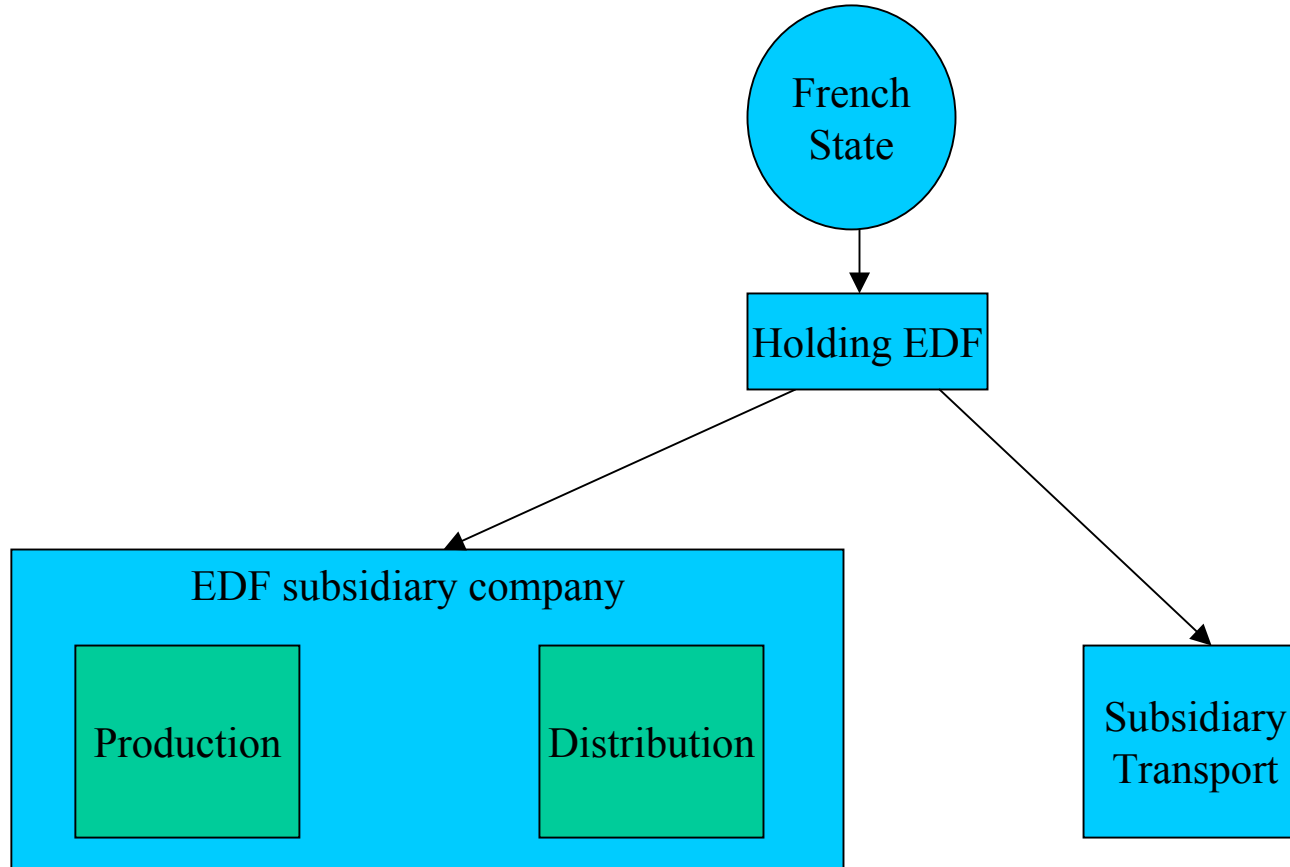 French
State
Holding EDF
EDF subsidiary company
Production
Distribution
Subsidiary
Transport